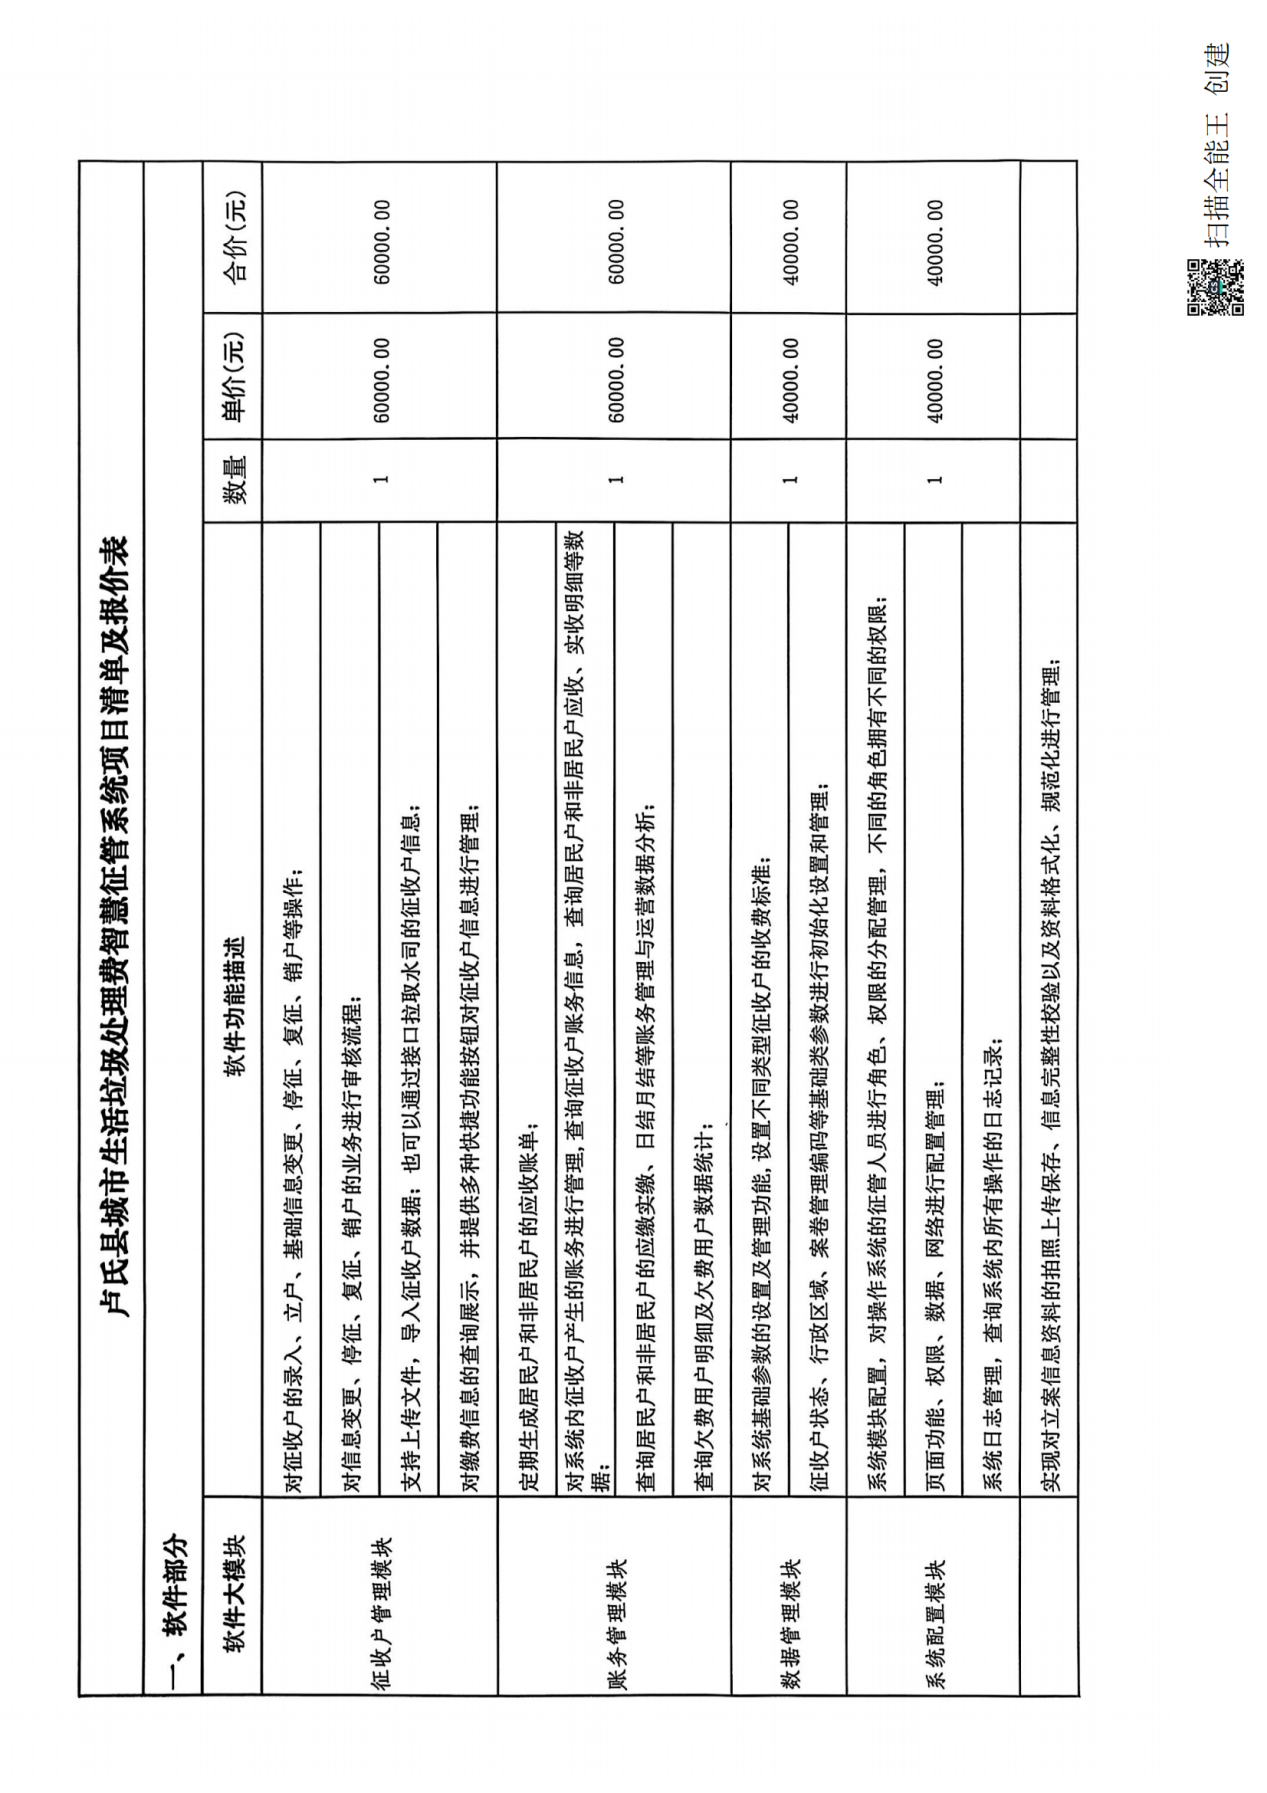 卢氏县城市生活垃圾处理费智慧征管系统项目清单及报价表
一、软件部分
软件大模块 软件功能描述 数量 单价(元) 合价(元)
征收户管理模块 1 60000.00 60000.00
对征收户的录入、立户、基础信息变更、停征、复征、销户等操作;
对信息变更、停征、复征、销户的业务进行审核流程;
支持上传文件，导入征收户数据；也可以通过接口拉取水司的征收户信息;
对缴费信息的查询展示，并提供多种快捷功能按钮对征收户信息进行管理;
账务管理模块 1 60000.00 60000.00
定期生成居民户和非居民户的应收账单;
对系统内征收户产生的账务进行管理,查询征收户账务信息，查询居民户和非居民户应收、实收明细等数
据;
查询居民户和非居民户的应缴实缴、日结月结等账务管理与运营数据分析;
查询欠费用户明细及欠费用户数据统计;
数据管理模块 1 40000.00 40000.00
对系统基础参数的设置及管理功能,设置不同类型征收户的收费标准;
征收户状态、行政区域、案卷管理编码等基础类参数进行初始化设置和管理;
系统配置模块 1 40000.00 40000.00
系统模块配置，对操作系统的征管人员进行角色、权限的分配管理，不同的角色拥有不同的权限;
页面功能、权限、数据、网络进行配置管理;
系统日志管理，查询系统内所有操作的日志记录;
实现对立案信息资料的拍照上传保存、信息完整性校验以及资料格式化、规范化进行管理;
扫描全能王 创建